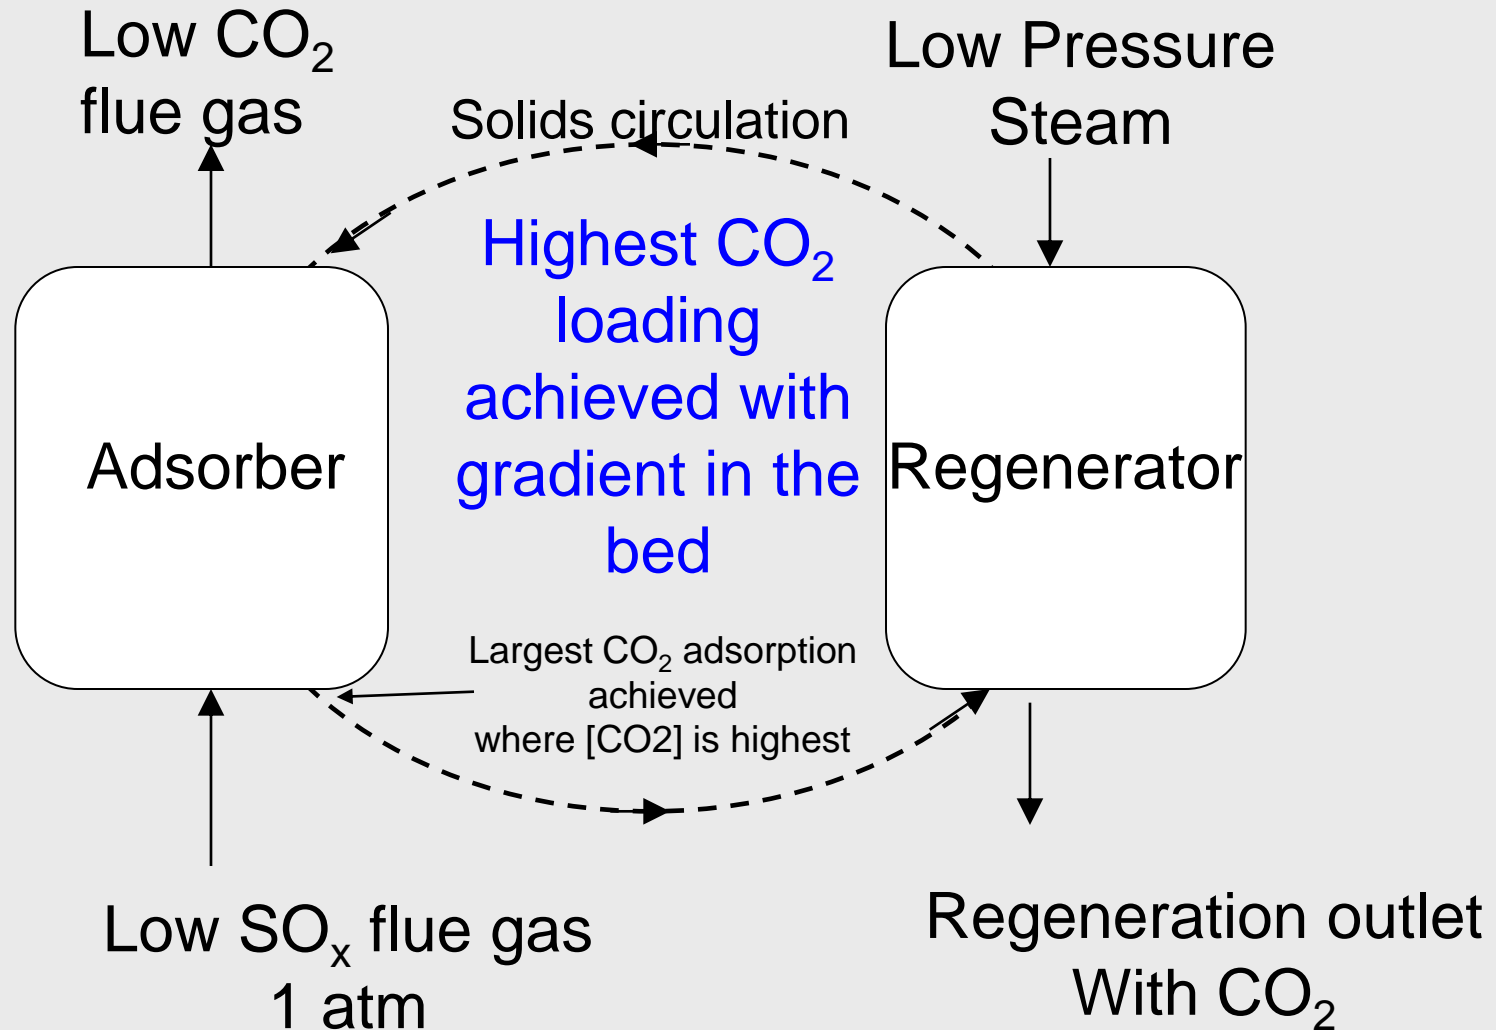 Low CO₂
flue gas
Solids circulation
Low Pressure
Steam
Highest CO₂
loading
achieved with
gradient in the
bed
Adsorber
Regenerator
Largest CO₂ adsorption
achieved
where [CO2] is highest
Low SOₓ flue gas
1 atm
Regeneration outlet
With CO₂